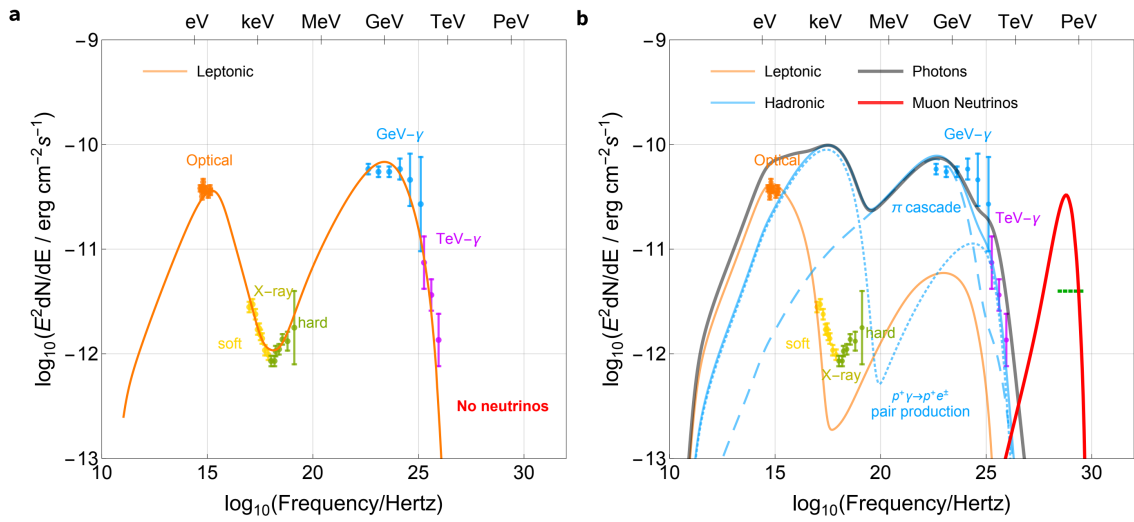 a
eV keV MeV GeV TeV PeV
−9
−10
−11
−12
−13
log10(E2dN/dE / erg cm−2s−1)
Leptonic
Optical
GeV−γ
TeV−γ
X−ray
soft
hard
No neutrinos
10 15 20 25 30
log10(Frequency/Hertz)
b
eV keV MeV GeV TeV PeV
−9
−10
−11
−12
−13
log10(E2dN/dE / erg cm−2s−1)
Leptonic Photons
Hadronic Muon Neutrinos
Optical
GeV−γ
π cascade
TeV−γ
soft
hard
X−ray
p+γ→p+e±
pair production
10 15 20 25 30
log10(Frequency/Hertz)